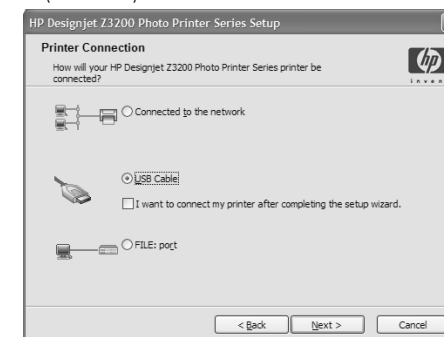 HP Designjet Z3200 Photo Printer Series Setup
Printer Connection
How will your HP Designjet Z3200 Photo Printer Series printer be
connected?
hp
invent
Connected to the network
USB Cable
I want to connect my printer after completing the setup wizard.
FILE: port
< Back
Next >
Cancel